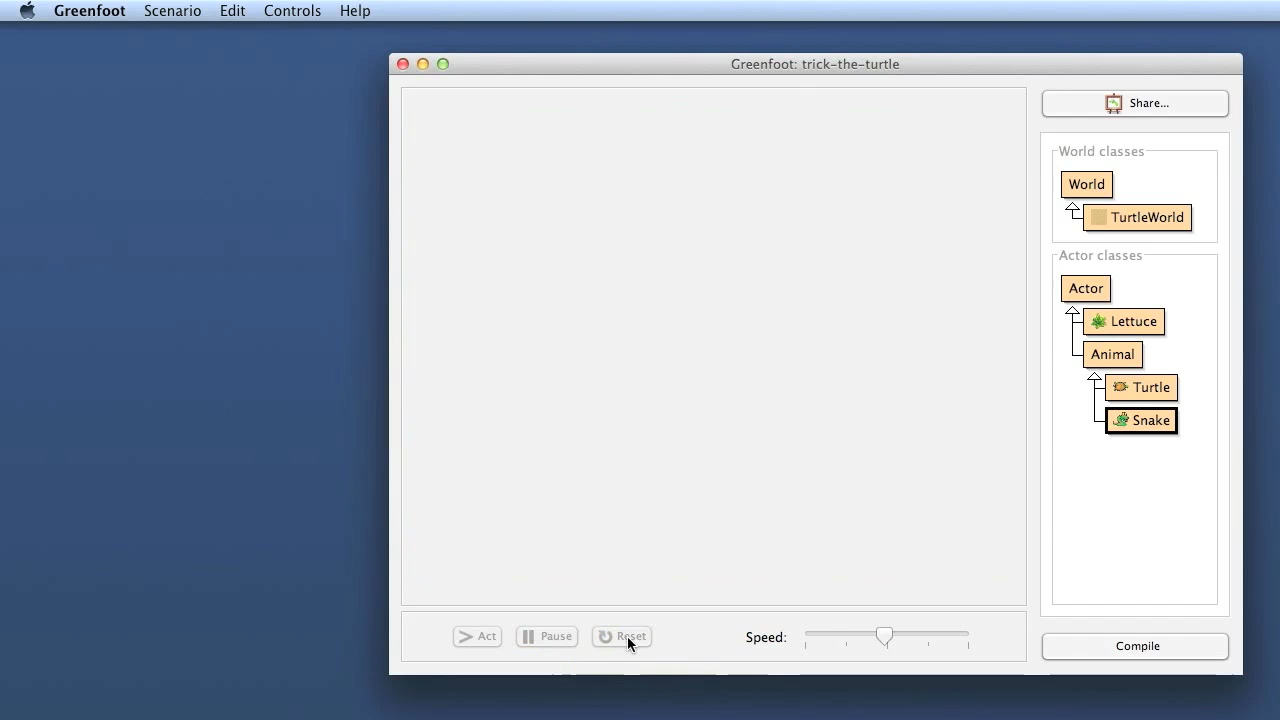 Greenfoot Scenario Edit Controls Help
Greenfoot: trick-the-turtle
Share...
World classes
World
TurtleWorld
Actor classes
Actor
Lettuce
Animal
Turtle
Snake
Act Pause Reset Speed:
Compile